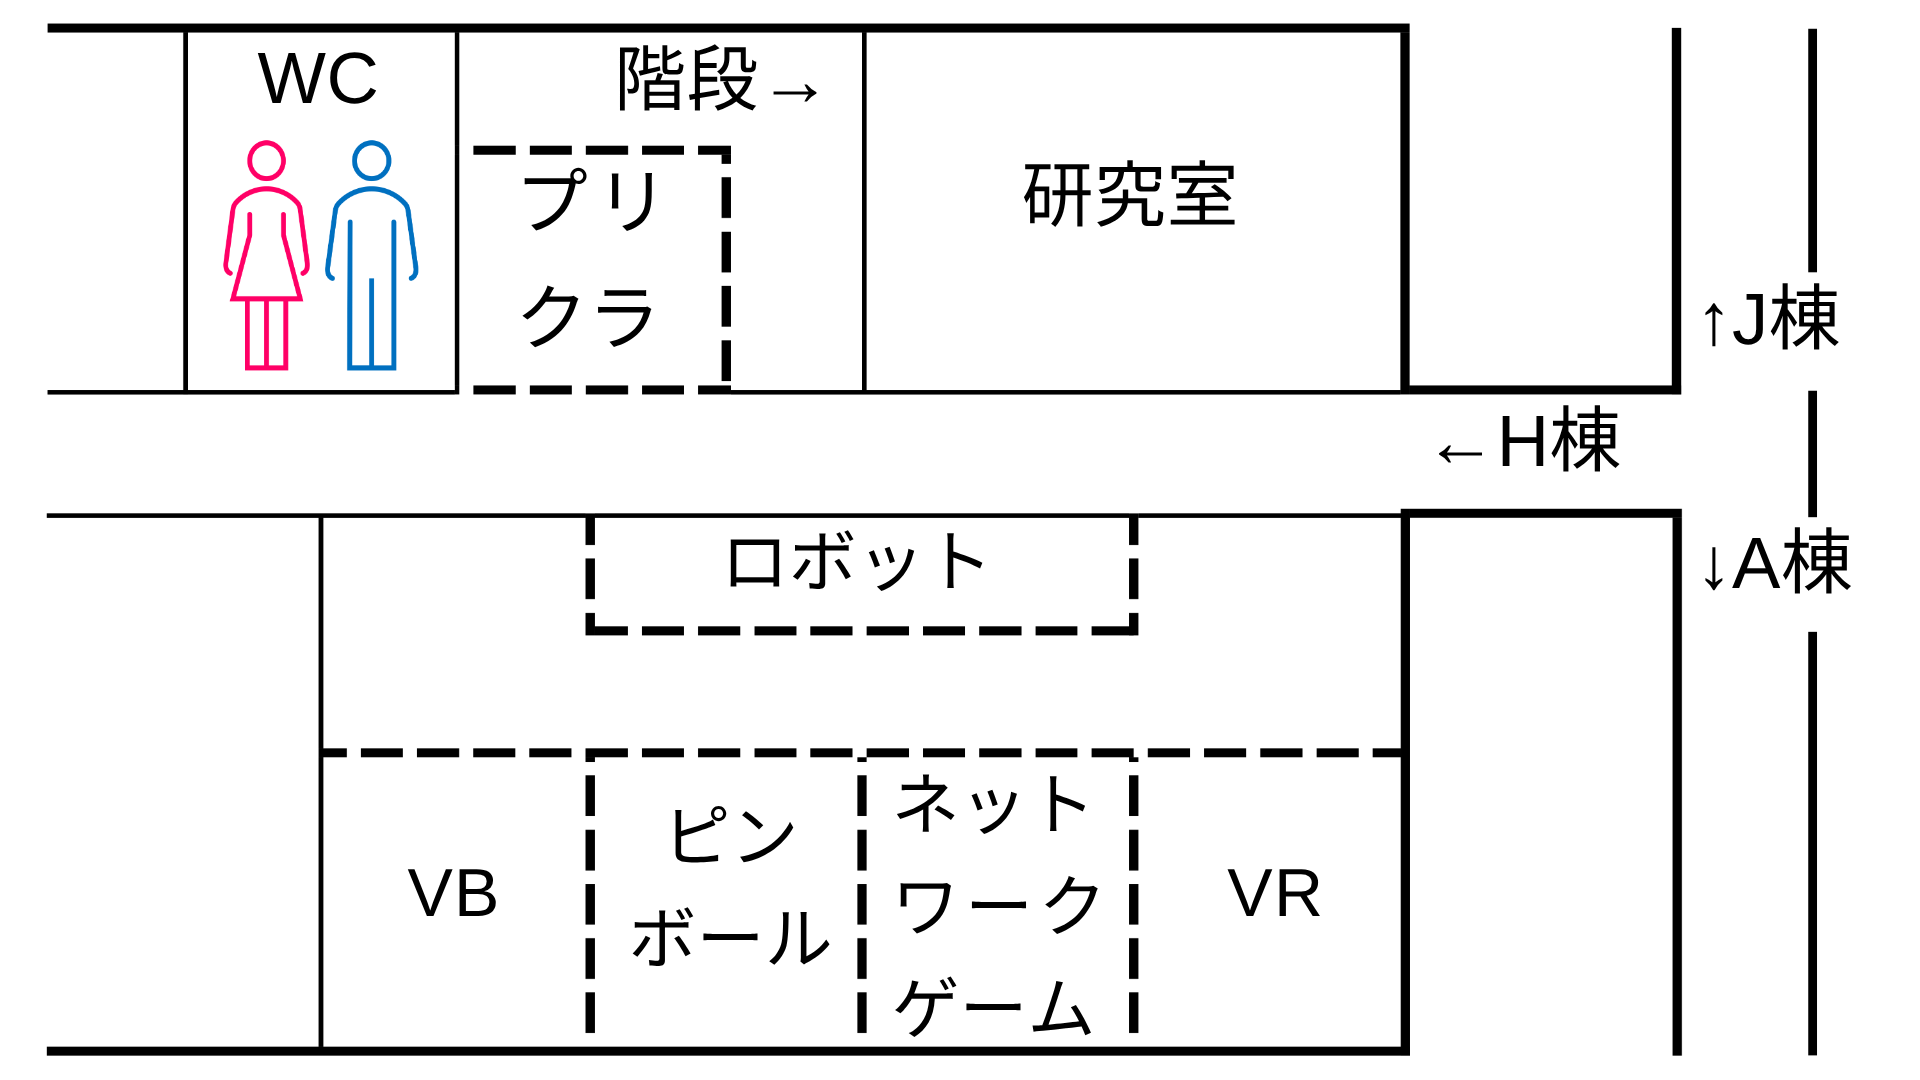 WC
階段→
プリ
クラ
研究室
↑J棟
←H棟
↓A棟
ロボット
VB
ピン
ボール
ネット
ワーク
ゲーム
VR